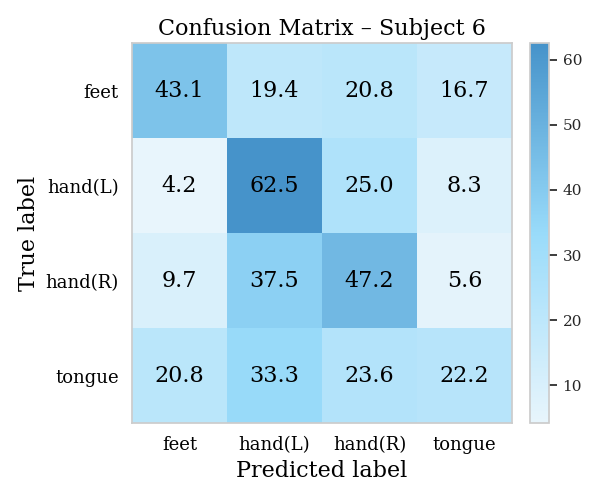 Confusion Matrix – Subject 6
feet 43.1 19.4 20.8 16.7
hand(L) 4.2 62.5 25.0 8.3
hand(R) 9.7 37.5 47.2 5.6
tongue 20.8 33.3 23.6 22.2
feet hand(L) hand(R) tongue
Predicted label
True label
60
50
40
30
20
10